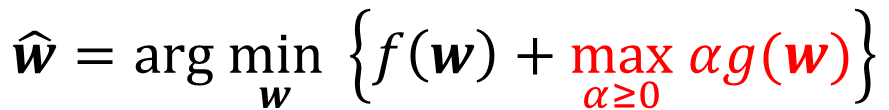 ŵ = arg min_w {f(w) + max_{α≥0} αg(w)}